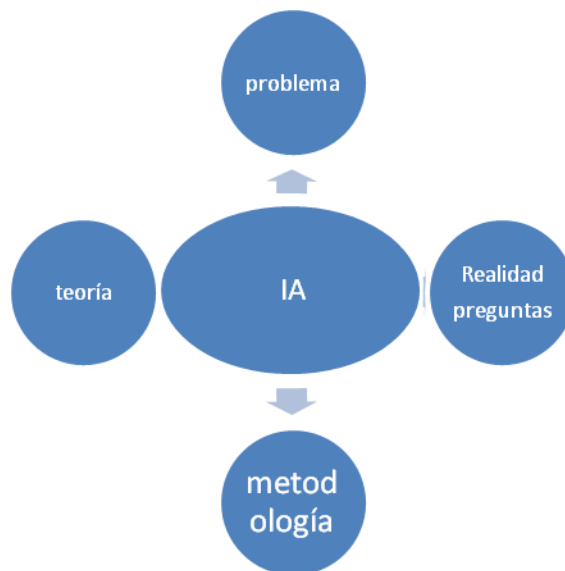 problema
teoría
IA
Realidad
preguntas
metod
ología